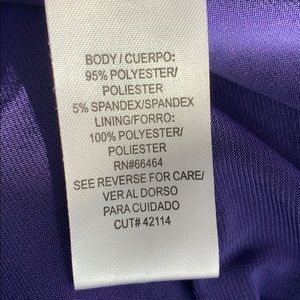 BODY / CUERPO:
95% POLYESTER/
POLIESTER
5% SPANDEX/SPANDEX
LINING/FORRO:
100% POLYESTER/
POLIESTER
RN#66464
SEE REVERSE FOR CARE/
VER AL DORSO
PARA CUIDADO
CUT# 42114